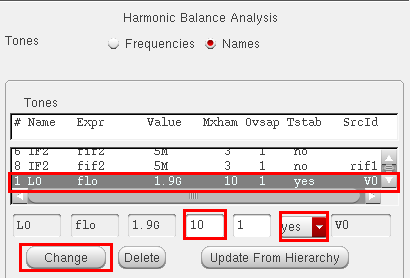 Harmonic Balance Analysis
Tones
Frequencies Names
Tones
# Name Expr Value Mxham Ovsap Tstab SrcId
6 IF2 fif2 5M 3 1 no
8 IF2 fif2 5M 3 1 no rif1
1 LO flo 1.9G 10 1 yes V0
LO flo 1.9G 10 1 yes V0
Change Delete Update From Hierarchy